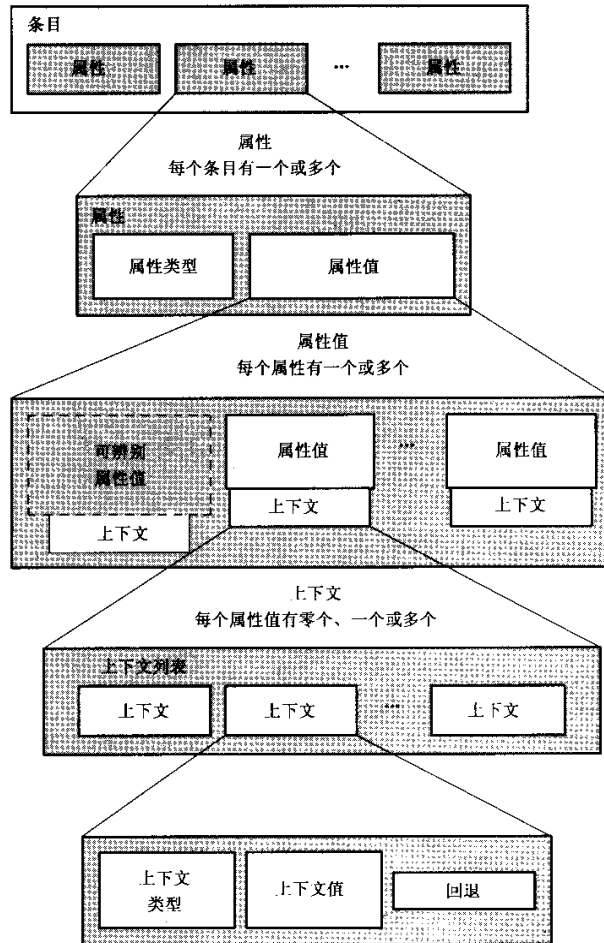 条目
属性 属性 … 属性
属性
每个条目有一个或多个
属性
属性类型 属性值
属性值
每个属性有一个或多个
可辨别
属性值
属性值 … 属性值
上下文 上下文 上下文
上下文
每个属性值有零个、一个或多个
上下文列表
上下文 上下文 … 上下文
上下文
类型
上下文值 回退